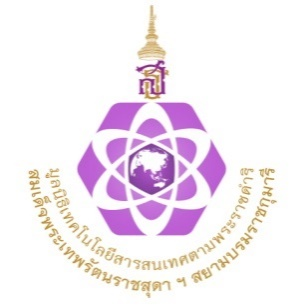 มูลนิธิเทคโนโลยีสารสนเทศตามพระราชดำริ
สมเด็จพระเทพรัตนราชสุดา ฯ สยามบรมราชกุมารี